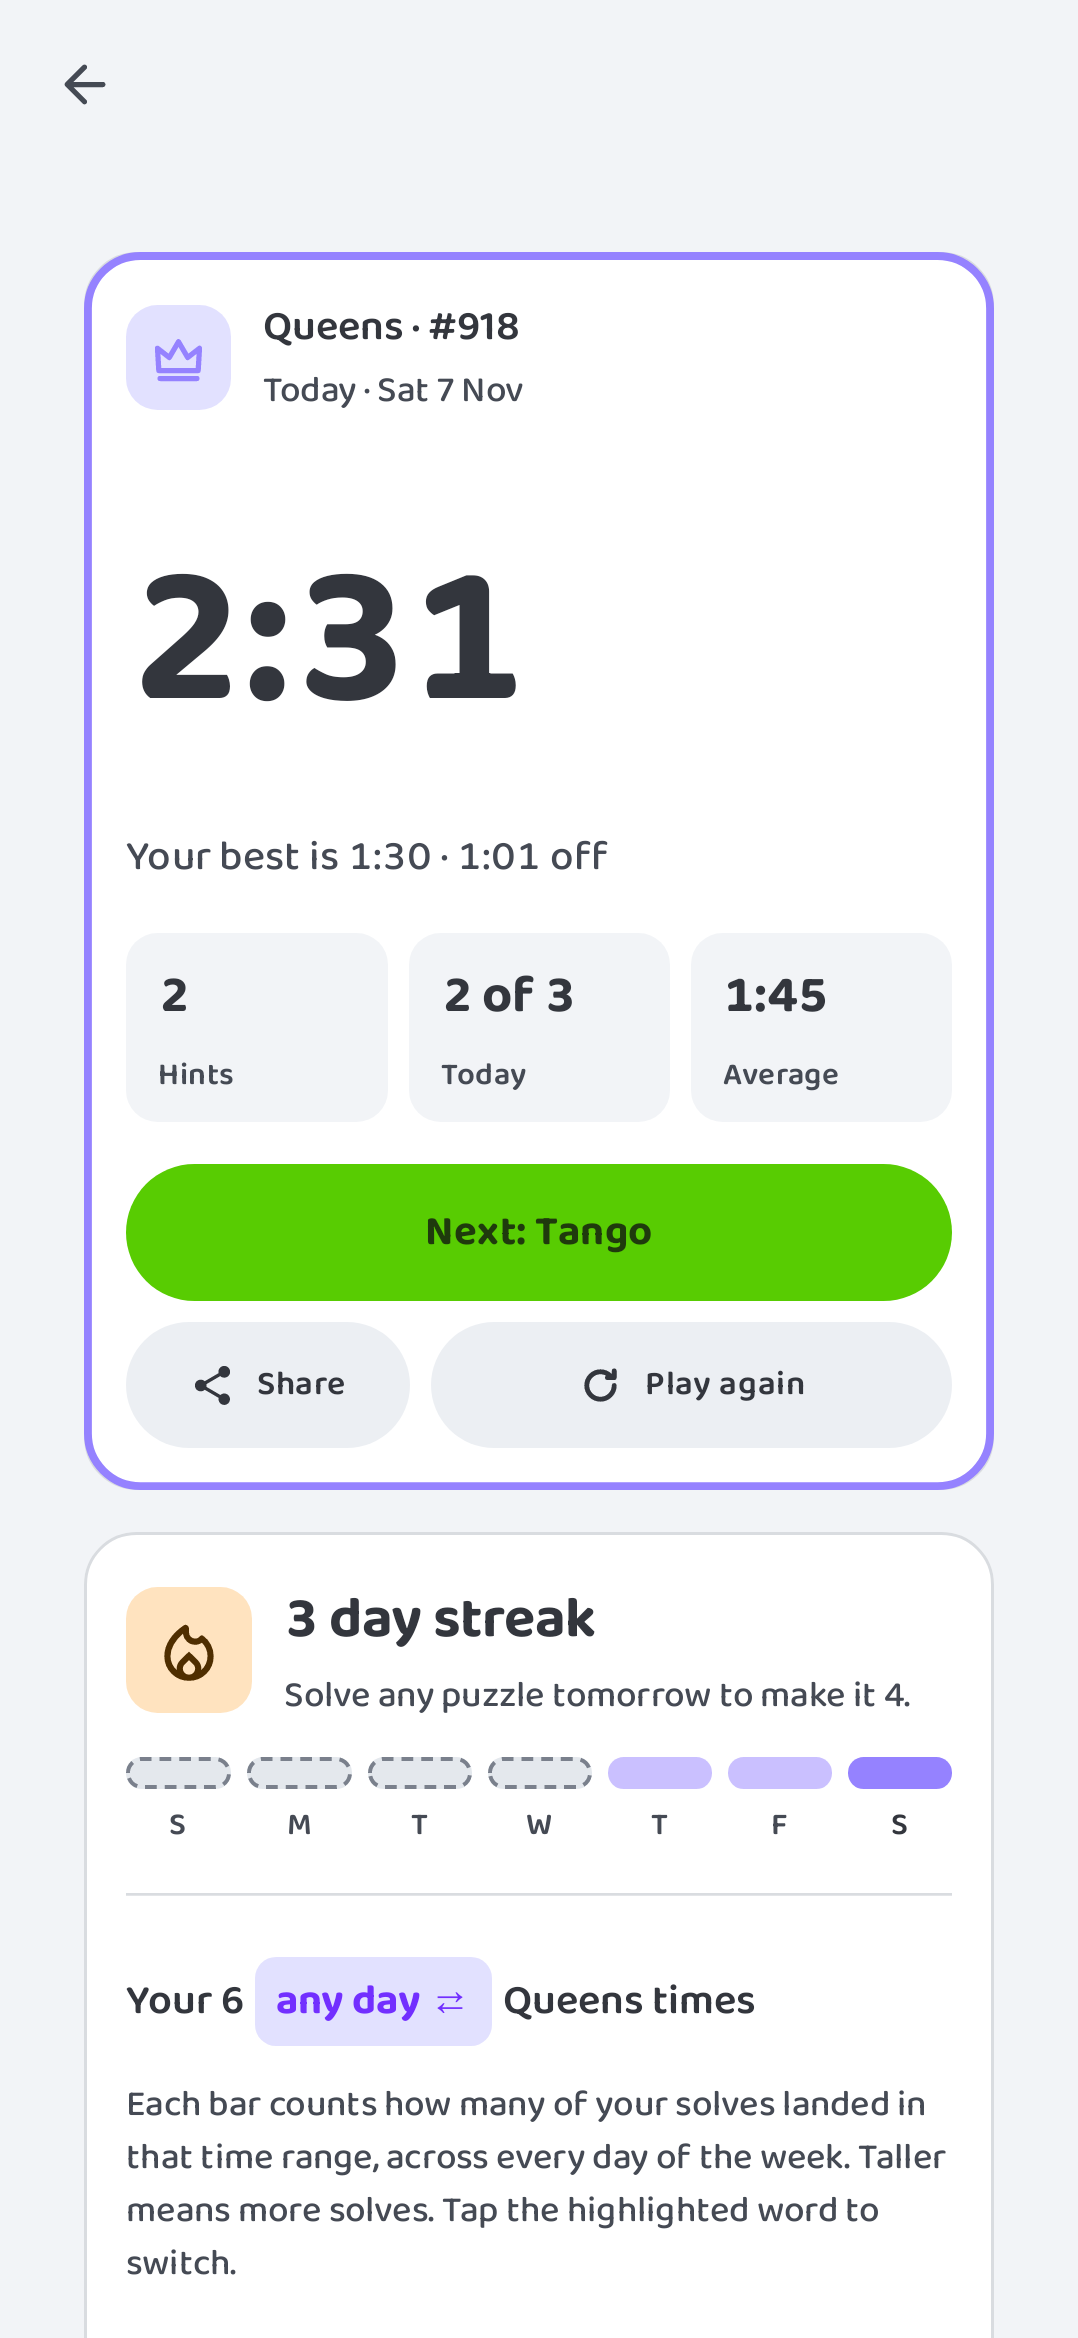 Queens · #918
Today · Sat 7 Nov
2:31
Your best is 1:30 · 1:01 off
2
Hints
2 of 3
Today
1:45
Average
Next: Tango
Share
Play again
3 day streak
Solve any puzzle tomorrow to make it 4.
S M T W T F S
Your 6 any day ⇄ Queens times
Each bar counts how many of your solves landed in
that time range, across every day of the week. Taller
means more solves. Tap the highlighted word to
switch.